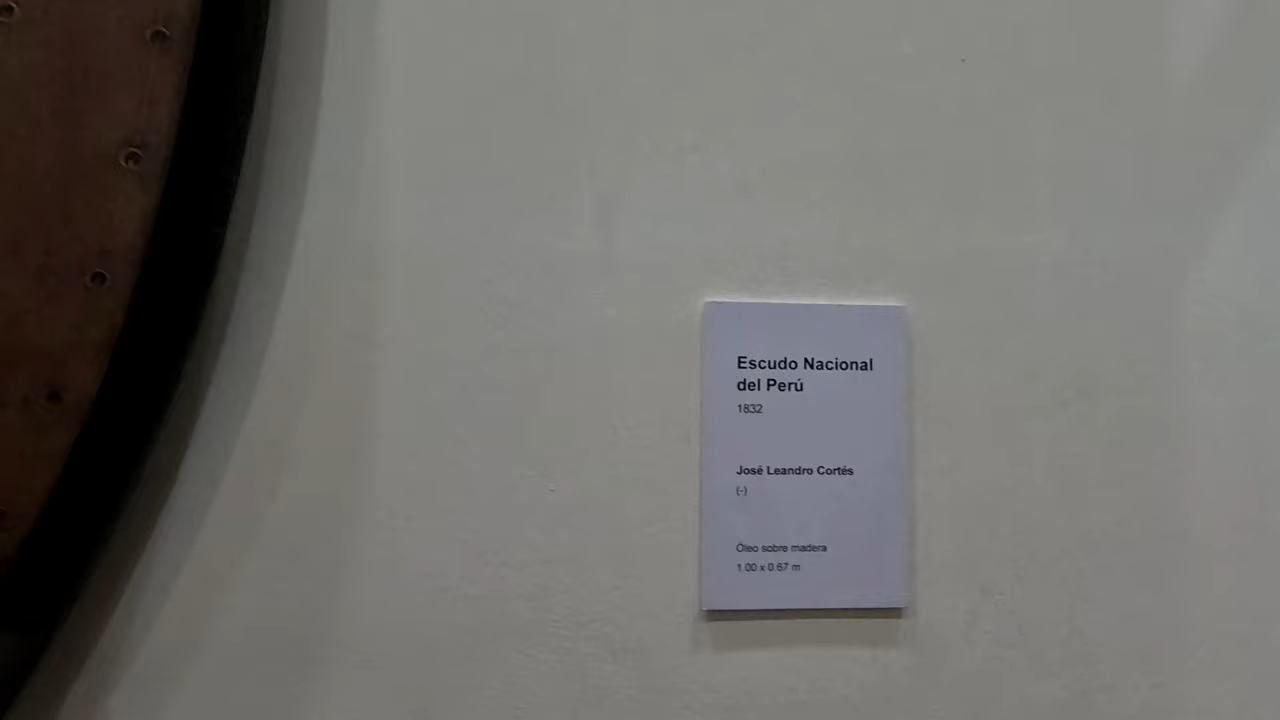 Escudo Nacional
del Perú
1832
José Leandro Cortés
(-)
Óleo sobre madera
1.00 x 0.67 m